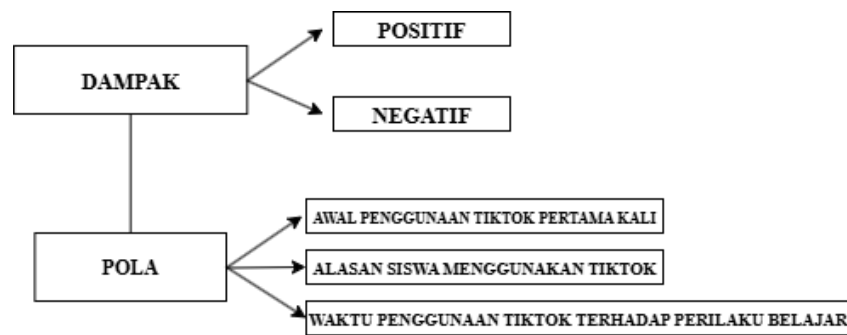 POSITIF
DAMPAK
NEGATIF
AWAL PENGGUNAAN TIKTOK PERTAMA KALI
POLA
ALASAN SISWA MENGGUNAKAN TIKTOK
WAKTU PENGGUNAAN TIKTOK TERHADAP PERILAKU BELAJAR